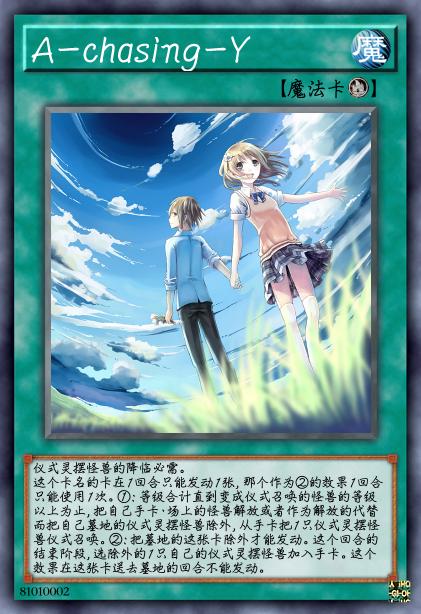 A-chasing-Y
魔
【魔法卡】
仪式灵摆怪兽的降临必需。
这个卡名的卡在1回合只能发动1张,那个作为②的效果1回合
只能使用1次。①:等级合计直到变成仪式召唤的怪兽的等级
以上为止,把自己手卡·场上的怪兽解放或者作为解放的代替
而把自己墓地的仪式灵摆怪兽除外,从手卡把1只仪式灵摆怪
兽仪式召唤。②:把墓地的这张卡除外才能发动。这个回合的
结束阶段,选除外的1只自己的仪式灵摆怪兽加入手卡。这个
效果在这张卡送去墓地的回合不能发动。
81010002